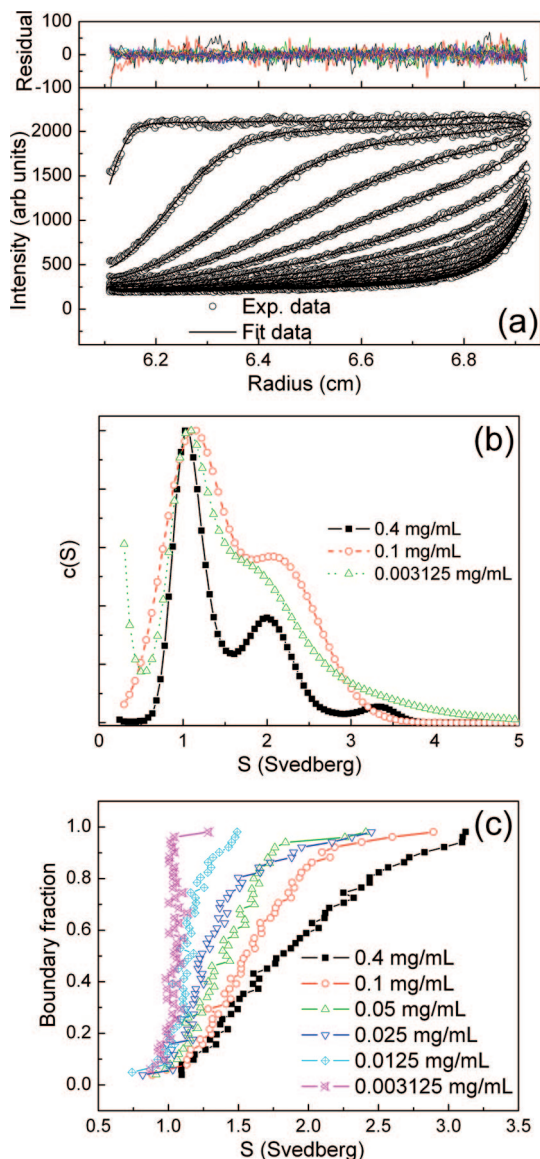 100
0
-100
Residual
2000
1500
1000
500
0
Intensity (arb units)
Exp. data
Fit data
(a)
6.2 6.4 6.6 6.8
Radius (cm)
(b)
c(S)
0.4 mg/mL
0.1 mg/mL
0.003125 mg/mL
0 1 2 3 4 5
S (Svedberg)
(c)
1.0
0.8
0.6
0.4
0.2
0.0
Boundary fraction
0.4 mg/mL
0.1 mg/mL
0.05 mg/mL
0.025 mg/mL
0.0125 mg/mL
0.003125 mg/mL
0.5 1.0 1.5 2.0 2.5 3.0 3.5
S (Svedberg)